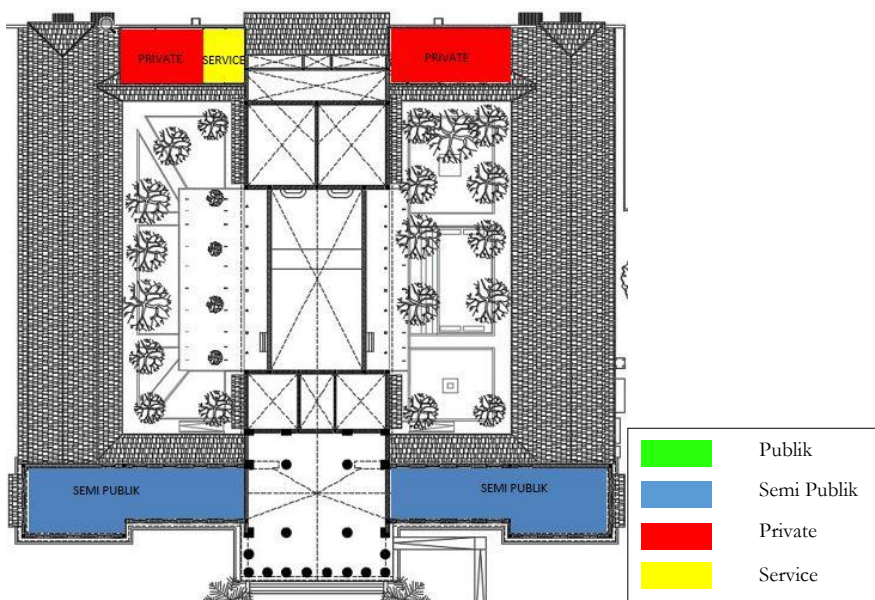 PRIVATE
SERVICE
PRIVATE
SEMI PUBLIK
SEMI PUBLIK
Publik
Semi Publik
Private
Service